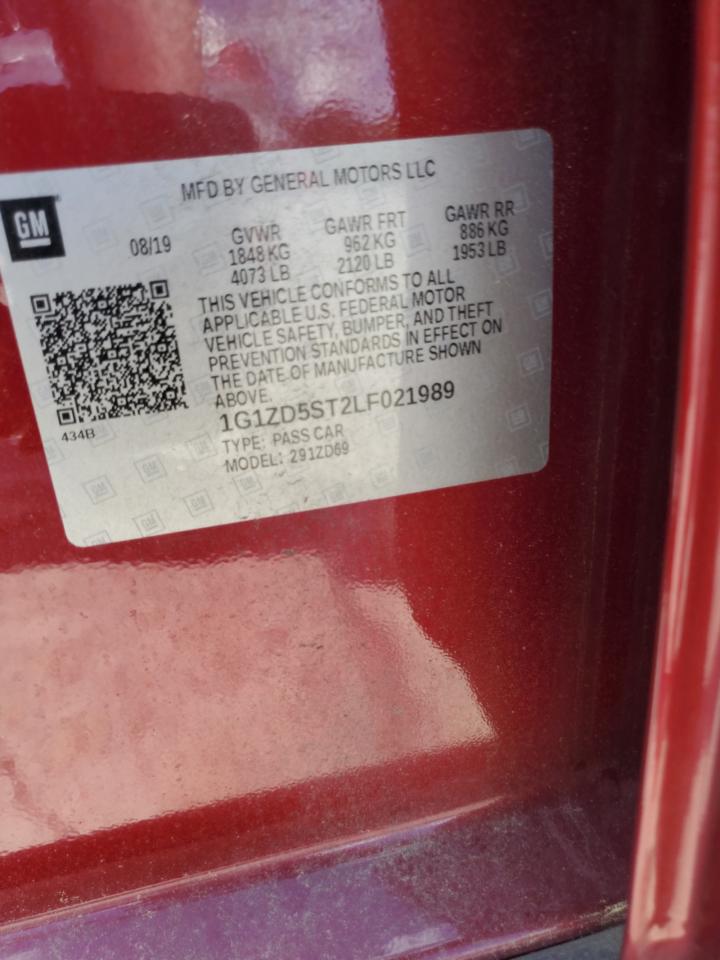 MFD BY GENERAL MOTORS LLC
GM
08/19
GVWR GAWR FRT GAWR RR
1848 KG 962 KG 886 KG
4073 LB 2120 LB 1953 LB
THIS VEHICLE CONFORMS TO ALL
APPLICABLE U.S. FEDERAL MOTOR
VEHICLE SAFETY, BUMPER, AND THEFT
PREVENTION STANDARDS IN EFFECT ON
THE DATE OF MANUFACTURE SHOWN
ABOVE.
1G1ZD5ST2LF021989
434B
TYPE: PASS CAR
MODEL: 291ZD69